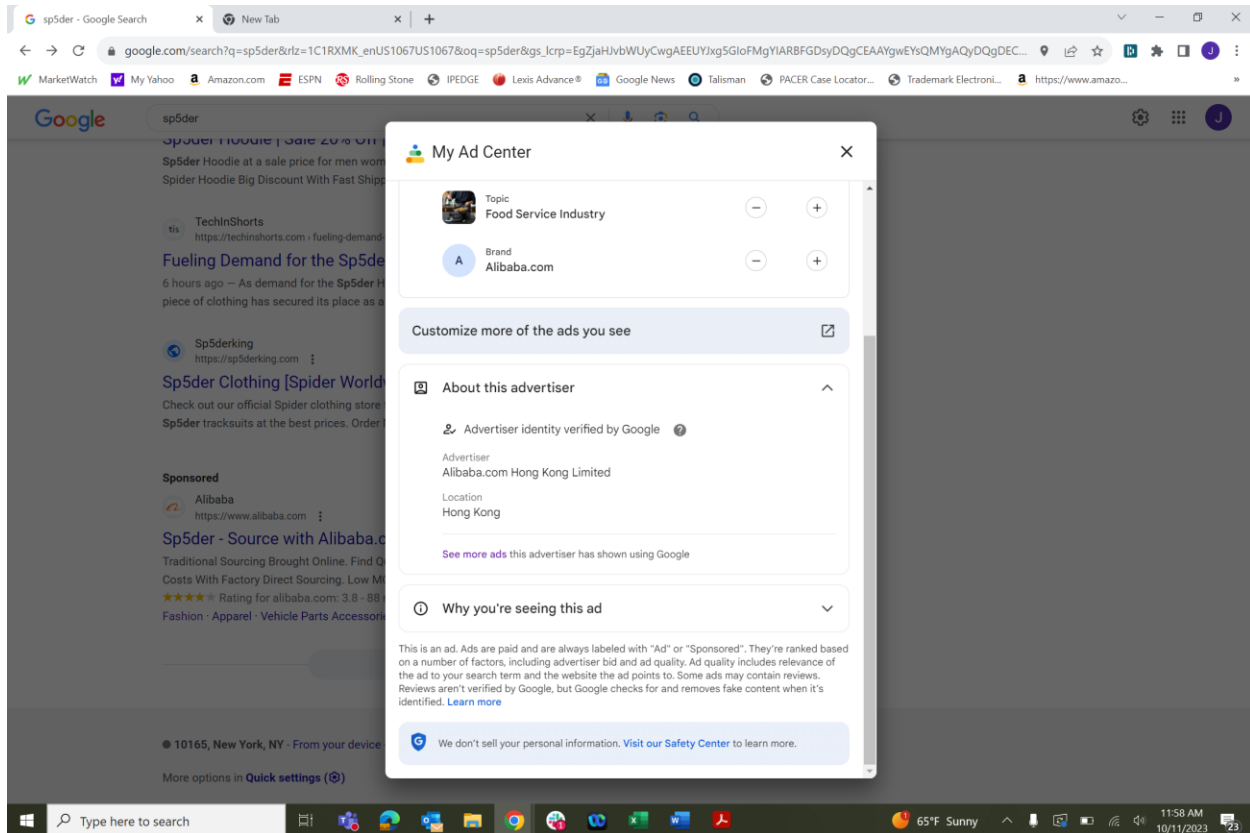 sp5der - Google Search
New Tab
google.com/search?q=sp5der&rlz=1C1RXMK_enUS1067US1067&oq=sp5der&gs_lcrp=EgZjaHJvbWUyCwgAEEUYJxg5GIoFMgYIARBFGDsyDQgCEAAYgwEYsQMYgAQyDQgDEC...
MarketWatch My Yahoo Amazon.com ESPN Rolling Stone IPEDGE Lexis Advance® Google News Talisman PACER Case Locator... Trademark Electroni... https://www.amazo... »
Google sp5der J
Sp5der Hoodie | Sale 20% Off |
Sp5der Hoodie at a sale price for men wom
Spider Hoodie Big Discount With Fast Shipp
tis TechInShorts
https://techinshorts.com › fueling-demand-
Fueling Demand for the Sp5de
6 hours ago — As demand for the Sp5der H
piece of clothing has secured its place as a
Sp5derking
https://sp5derking.com
Sp5der Clothing [Spider Worldw
Check out our official Spider clothing store
Sp5der tracksuits at the best prices. Order
Sponsored
Alibaba
https://www.alibaba.com
Sp5der - Source with Alibaba.c
Traditional Sourcing Brought Online. Find Q
Costs With Factory Direct Sourcing. Low M
Rating for alibaba.com: 3.8 - 88
Fashion · Apparel · Vehicle Parts Accessorie
10165, New York, NY - From your device
More options in Quick settings
My Ad Center
Topic
Food Service Industry
A Brand
Alibaba.com
Customize more of the ads you see
About this advertiser
Advertiser identity verified by Google
Advertiser
Alibaba.com Hong Kong Limited
Location
Hong Kong
See more ads this advertiser has shown using Google
Why you're seeing this ad
This is an ad. Ads are paid and are always labeled with "Ad" or "Sponsored". They're ranked based
on a number of factors, including advertiser bid and ad quality. Ad quality includes relevance of
the ad to your search term and the website the ad points to. Some ads may contain reviews.
Reviews aren't verified by Google, but Google checks for and removes fake content when it's
identified. Learn more
We don't sell your personal information. Visit our Safety Center to learn more.
Type here to search
65°F Sunny
11:58 AM
10/11/2023
23